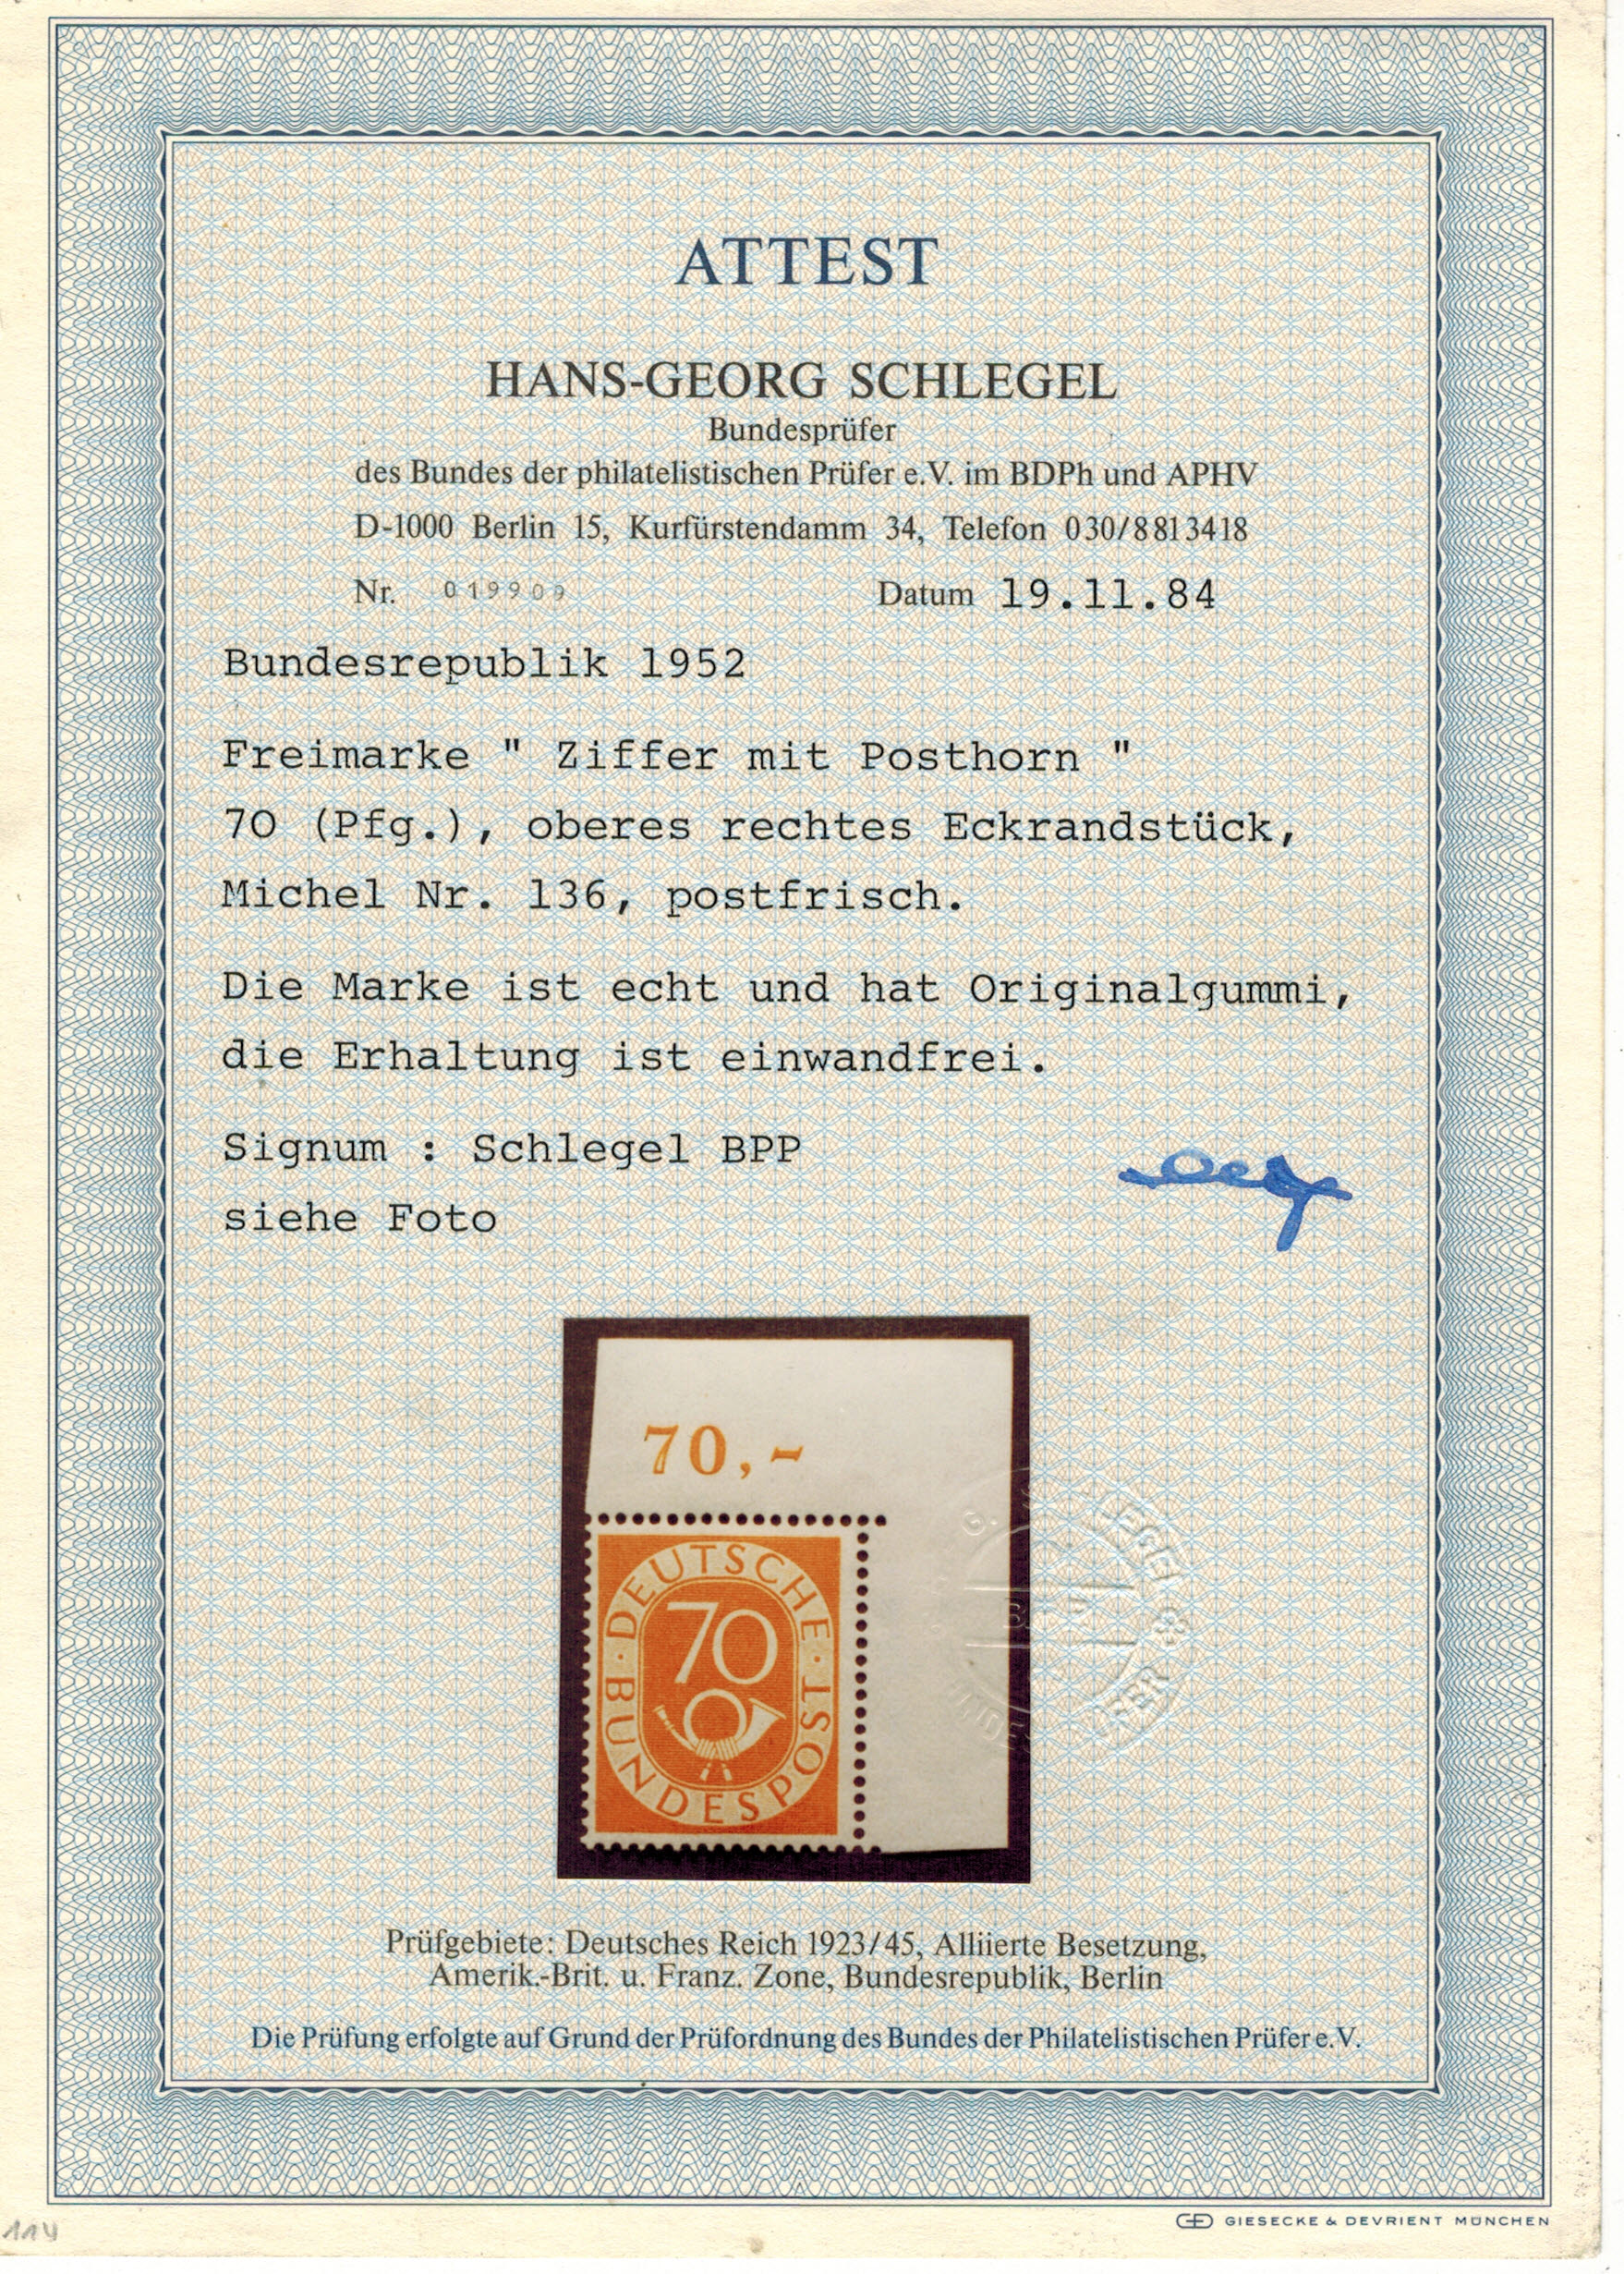 ATTEST
HANS-GEORG SCHLEGEL
Bundesprüfer
des Bundes der philatelistischen Prüfer e.V. im BDPh und APHV
D-1000 Berlin 15, Kurfürstendamm 34, Telefon 030/8813418
Nr. 019909 Datum 19.11.84
Bundesrepublik 1952
Freimarke " Ziffer mit Posthorn "
70 (Pfg.), oberes rechtes Eckrandstück,
Michel Nr. 136, postfrisch.
Die Marke ist echt und hat Originalgummi,
die Erhaltung ist einwandfrei.
Signum : Schlegel BPP
siehe Foto
70,-
DEUTSCHE
70
BUNDESPOST
Prüfgebiete: Deutsches Reich 1923/45, Alliierte Besetzung,
Amerik.-Brit. u. Franz. Zone, Bundesrepublik, Berlin
Die Prüfung erfolgte auf Grund der Prüfordnung des Bundes der Philatelistischen Prüfer e.V.
GIESECKE & DEVRIENT MÜNCHEN
114